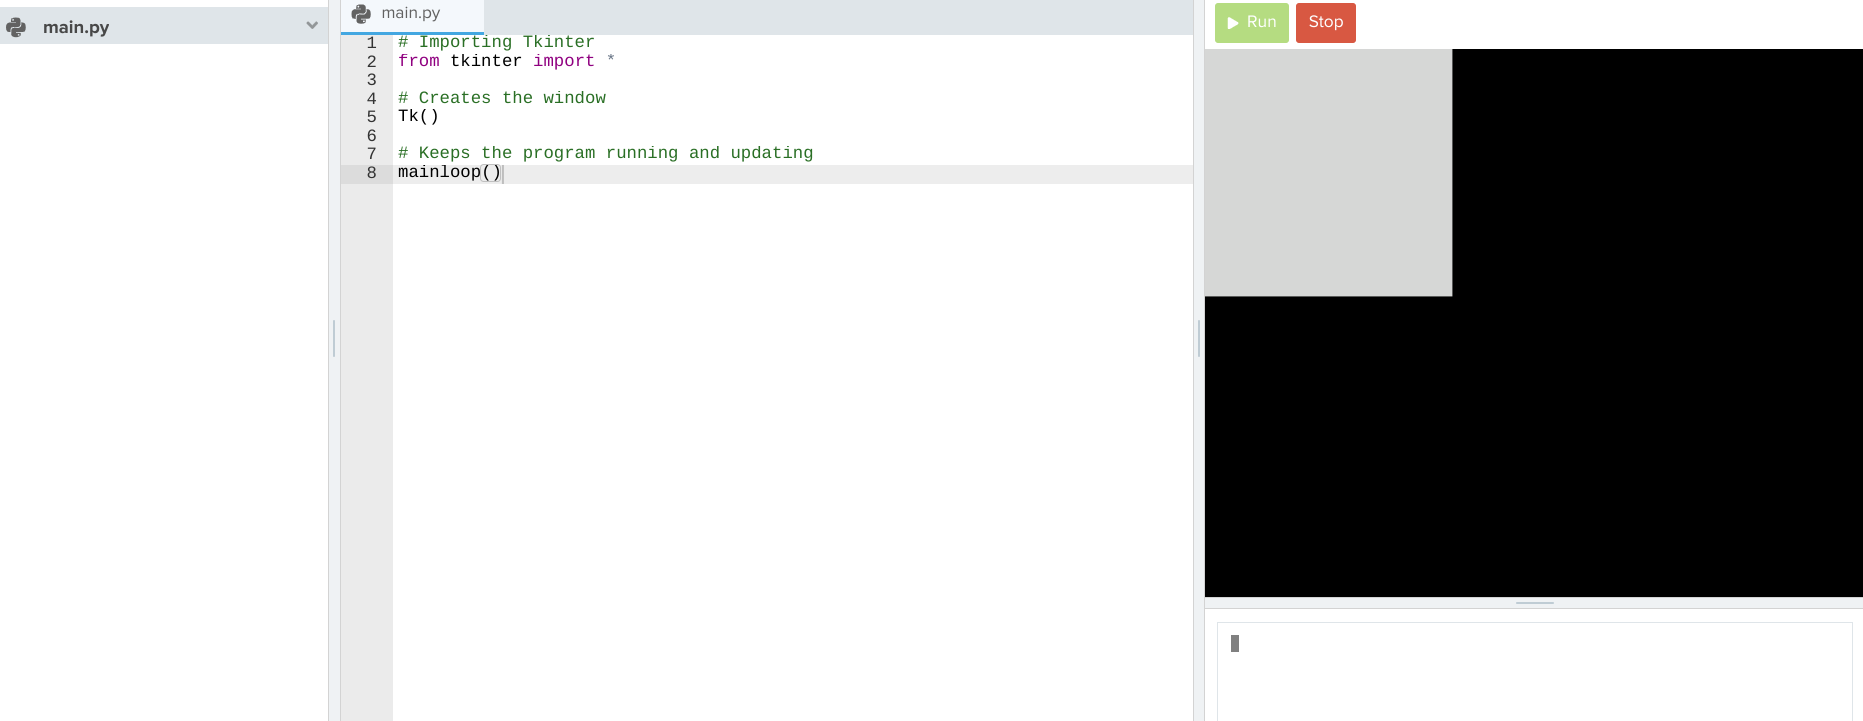 main.py
main.py
1 # Importing Tkinter
2 from tkinter import *
3
4 # Creates the window
5 Tk()
6
7 # Keeps the program running and updating
8 mainloop()
Run Stop